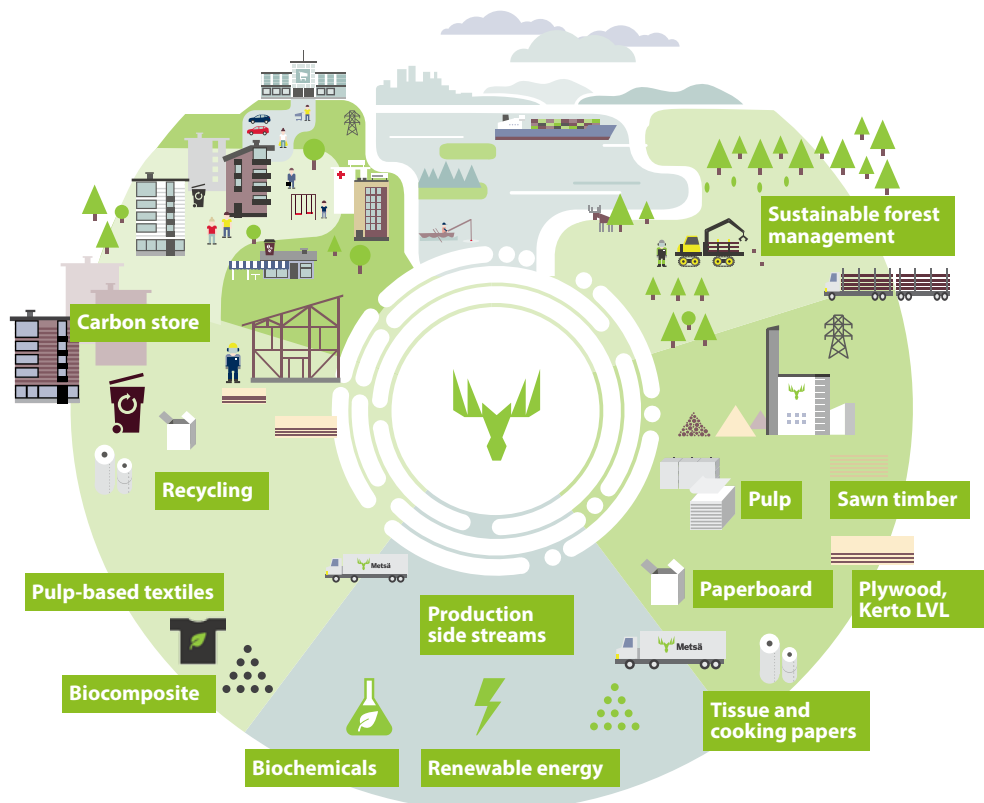 Sustainable forest
management
Carbon store
Recycling
Pulp
Sawn timber
Metsä
Pulp-based textiles
Paperboard
Plywood,
Kerto LVL
Production
side streams
Metsä
Biocomposite
Tissue and
cooking papers
Biochemicals
Renewable energy